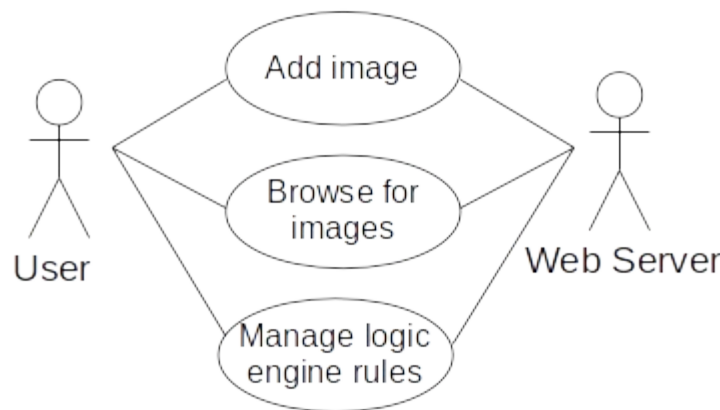 Add image
Browse for
images
User
Web Server
Manage logic
engine rules